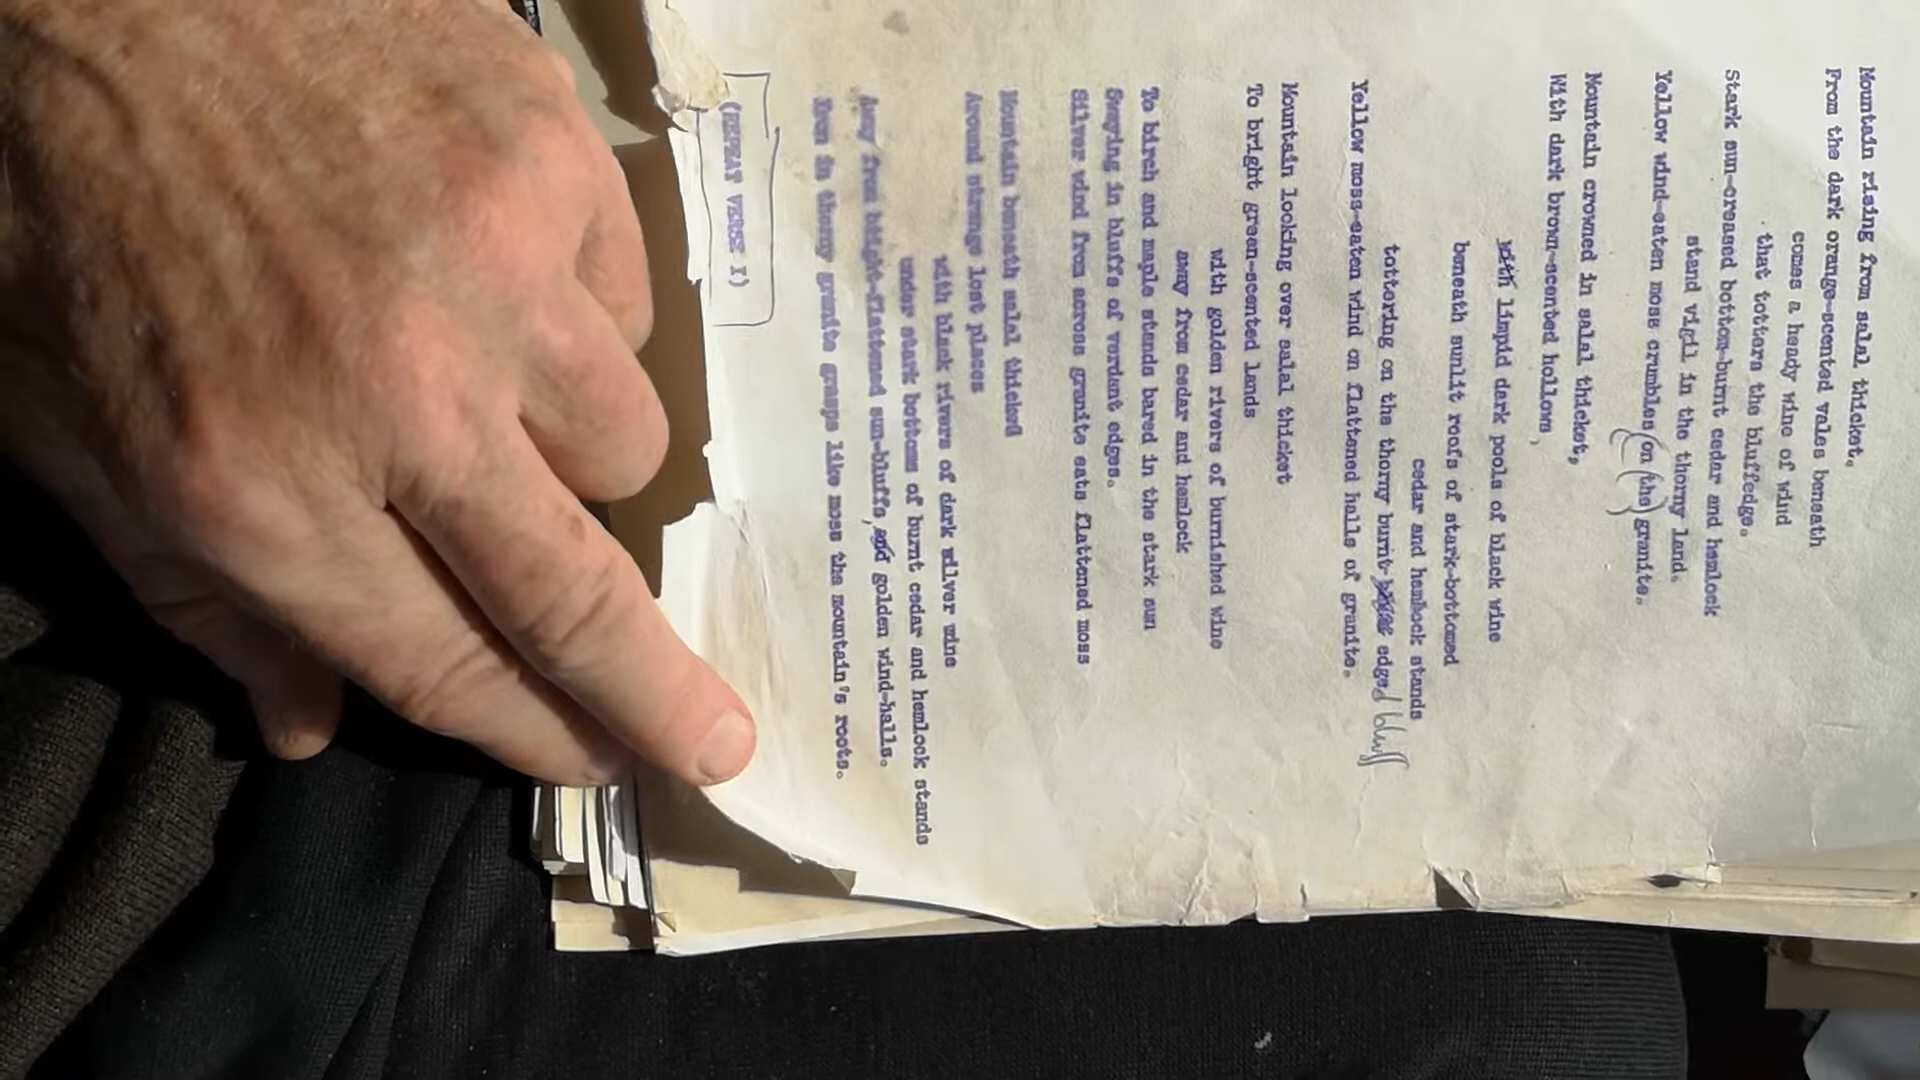 Mountain rising from salal thicket.
From the dark orange-scented vales beneath
comes a heady wine of wind
that totters the bluffedge.
Stark sun-creased bottom-burnt cedar and hemlock
stand vigil in the thorny land.
Yellow wind-eaten moss crumbles (on (the) granite.
Mountain crowned in salal thicket,
With dark brown-scented hollows,
with limpid dark pools of black wine
beneath sunlit roofs of stark-bottomed
cedar and hemlock stands
tottering on the thorny burnt- edged bluff
Yellow moss-eaten wind on flattened halls of granite.
Mountain looking over salal thicket
To bright green-scented lands
with golden rivers of burnished wine
away from cedar and hemlock
To birch and maple stands bared in the stark sun
Swaying in bluffs of verdant edges.
Silver wind from across granite eats flattened moss
Mountain beneath salal thicked
Around strange lost places
with black rivers of dark silver wine
under stark bottoms of burnt cedar and hemlock stands
Away from bright-flattened sun-bluffs, and golden wind-halls.
in thorny granite grasps like moss the mountain's roots.
(REPEAT VERSE I)